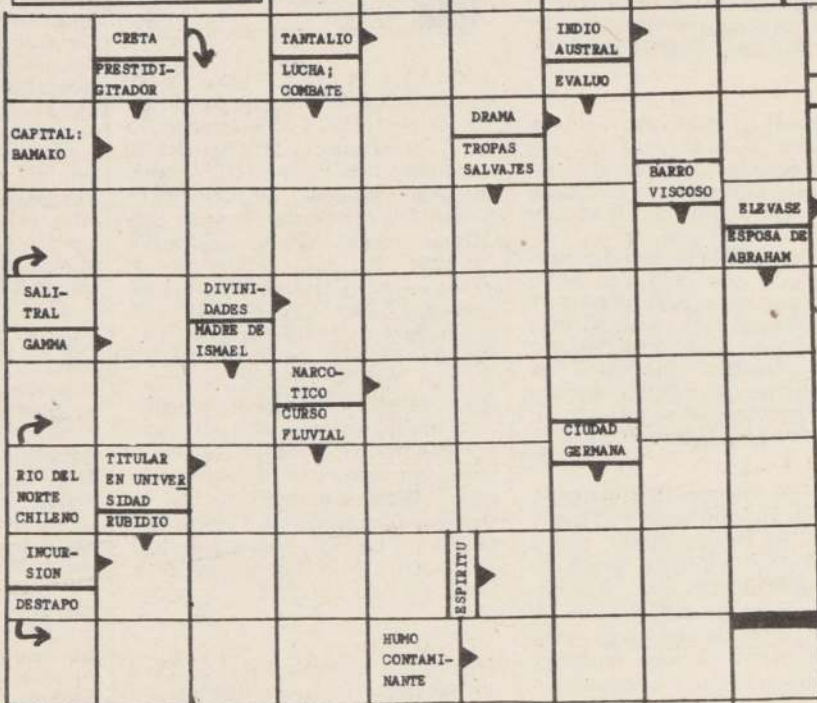 CRETA
PRESTIDI-
GITADOR
TANTALIO
LUCHA;
COMBATE
INDIO
AUSTRAL
EVALUO
CAPITAL:
BAMAKO
DRAMA
TROPAS
SALVAJES
BARRO
VISCOSO
ELEVASE
ESPOSA DE
ABRAHAM
SALI-
TRAL
GAMMA
DIVINI-
DADES
MADRE DE
ISMAEL
NARCO-
TICO
CURSO
FLUVIAL
CIUDAD
GERMANA
RIO DEL
NORTE
CHILENO
TITULAR
EN UNIVER
SIDAD
RUBIDIO
INCUR-
SION
DESTAPO
ESPIRITU
HUMO
CONTAMI-
NANTE